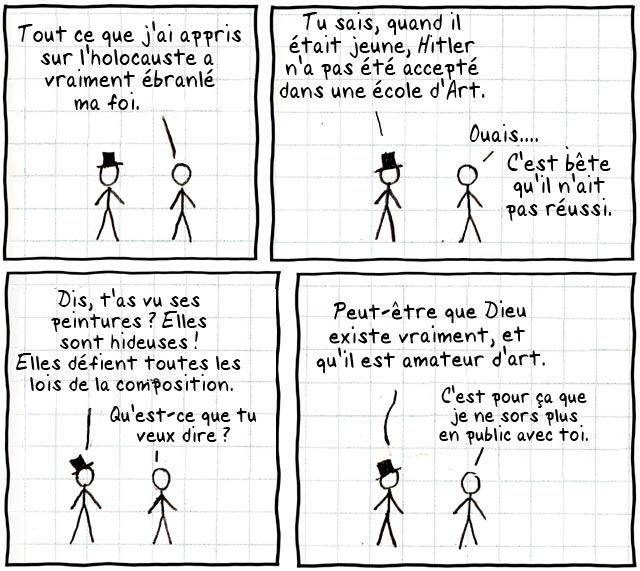 Tout ce que j'ai appris
sur l'holocauste a
vraiment ébranlé
ma foi.
Tu sais, quand il
était jeune, Hitler
n'a pas été accepté
dans une école d'Art.
Ouais....
C'est bête
qu'il n'ait
pas réussi.
Dis, t'as vu ses
peintures ? Elles
sont hideuses !
Elles défient toutes les
lois de la composition.
Qu'est-ce que tu
veux dire ?
Peut-être que Dieu
existe vraiment, et
qu'il est amateur d'art.
C'est pour ça que
je ne sors plus
en public avec toi.